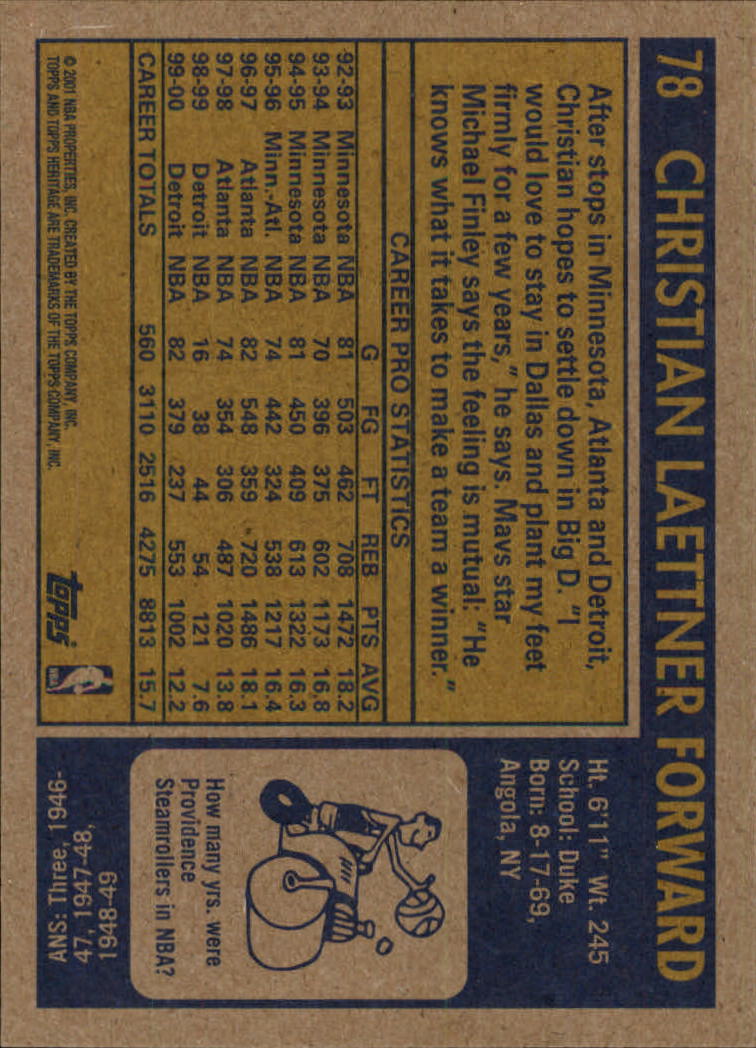 78 CHRISTIAN LAETTNER FORWARD
After stops in Minnesota, Atlanta and Detroit,
Christian hopes to settle down in Big D. "I
would love to stay in Dallas and plant my feet
firmly for a few years," he says. Mavs star
Michael Finley says the feeling is mutual: "He
knows what it takes to make a team a winner."
CAREER PRO STATISTICS
G FG FT REB PTS AVG
92-93 Minnesota NBA 81 503 462 708 1472 18.2
93-94 Minnesota NBA 70 396 375 602 1173 16.8
94-95 Minnesota NBA 81 450 409 613 1322 16.3
95-96 Minn.-Atl. NBA 74 442 324 538 1217 16.4
96-97 Atlanta NBA 82 548 359 720 1486 18.1
97-98 Atlanta NBA 74 354 306 487 1020 13.8
98-99 Detroit NBA 16 38 44 54 121 7.6
99-00 Detroit NBA 82 379 237 553 1002 12.2
CAREER TOTALS 560 3110 2516 4275 8813 15.7
© 2001 NBA PROPERTIES, INC. CREATED BY THE TOPPS COMPANY, INC.
TOPPS AND TOPPS HERITAGE ARE TRADEMARKS OF THE TOPPS COMPANY, INC.
topps
NBA
Ht. 6'11" Wt. 245
School: Duke
Born: 8-17-69,
Angola, NY
How many yrs. were
Providence
Steamrollers in NBA?
ANS: Three, 1946-
47, 1947-48,
1948-49